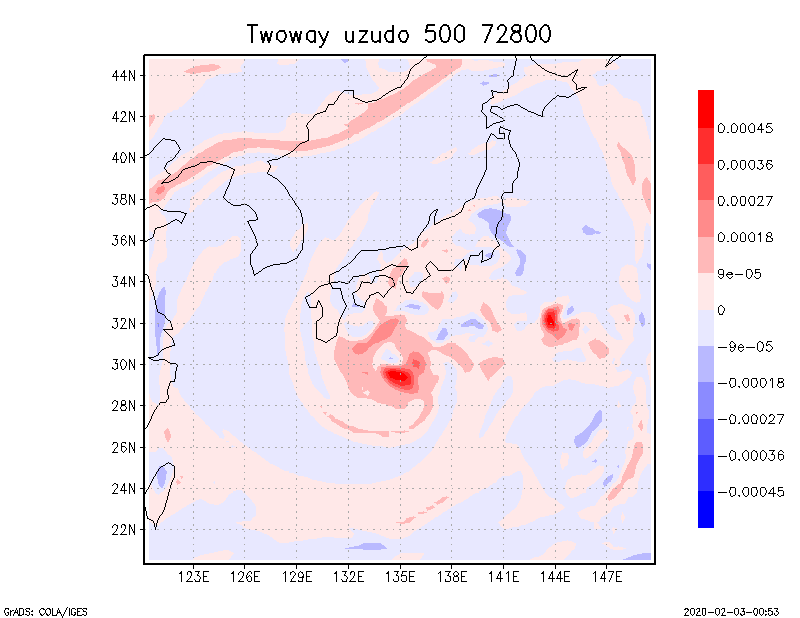 Twoway uzudo 500 72800
44N
42N
40N
38N
36N
34N
32N
30N
28N
26N
24N
22N
123E 126E 129E 132E 135E 138E 141E 144E 147E
0.00045
0.00036
0.00027
0.00018
9e-05
0
-9e-05
-0.00018
-0.00027
-0.00036
-0.00045
GrADS: COLA/IGES 2020-02-03-00:53